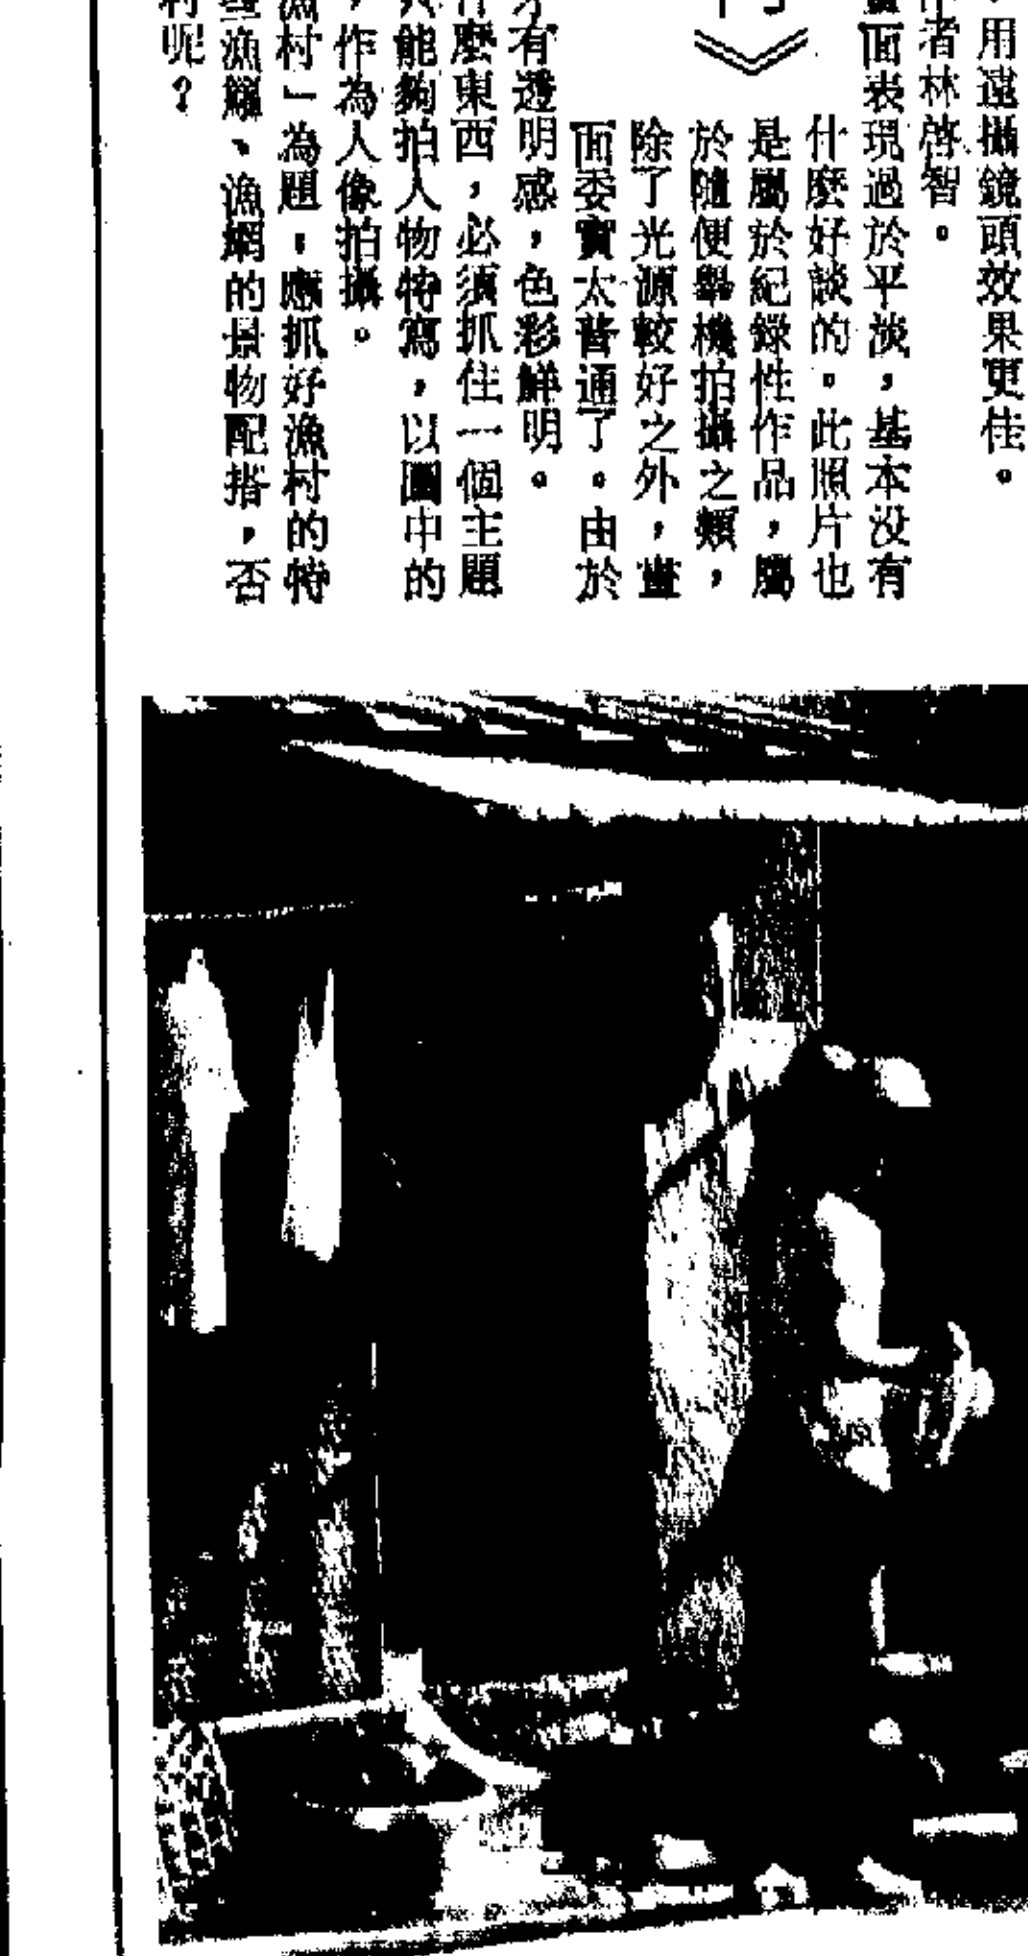 用遠攝鏡頭效果更佳。
作者林啓智。
畫面表現過於平淡，基本没有
什麼好談的。此照片也
是屬於紀錄性作品，屬
於隨便舉機拍攝之類，
除了光源較好之外，畫
面委實太普通了。由於
才有透明感，色彩鮮明。
什麼東西，必須抓住一個主題
只能夠拍人物特寫，以圖中的
，作為人像拍攝。
漁村」為題，應抓好漁村的特
些漁繩、漁網的景物配搭，否
村呢？